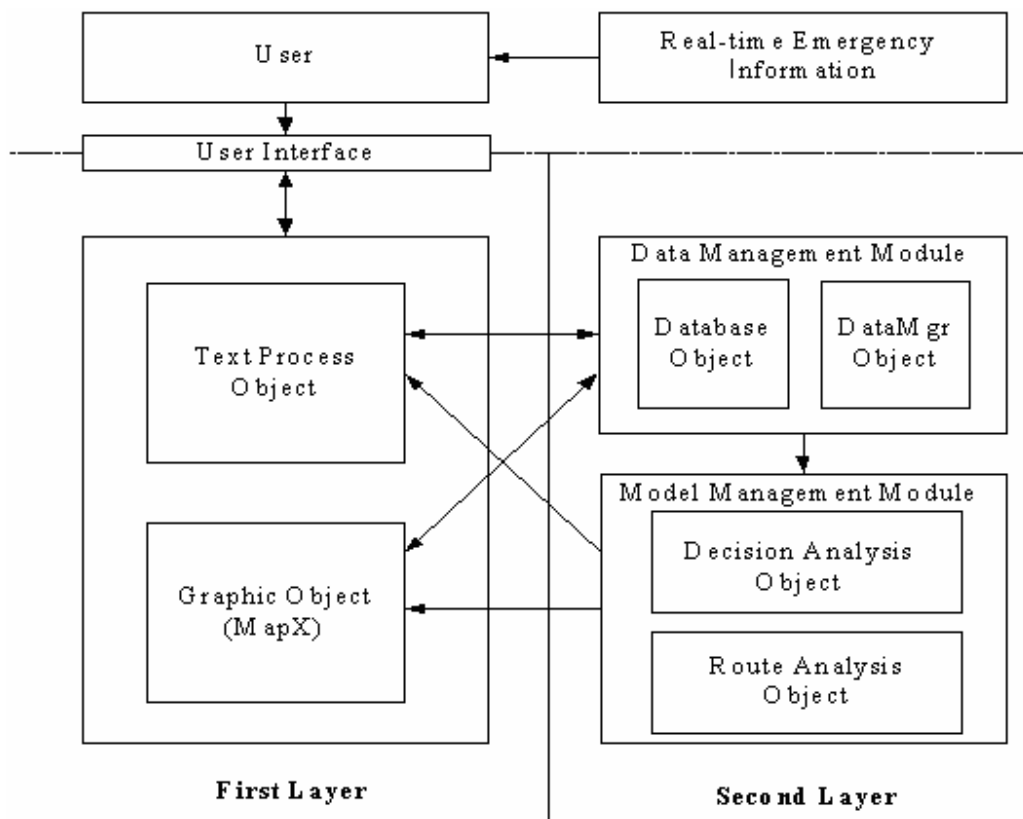 User
Real-time Emergency
Information
User Interface
Text Process
Object
Graphic Object
(MapX)
First Layer
Data Management Module
Database
Object
DataMgr
Object
Model Management Module
Decision Analysis
Object
Route Analysis
Object
Second Layer